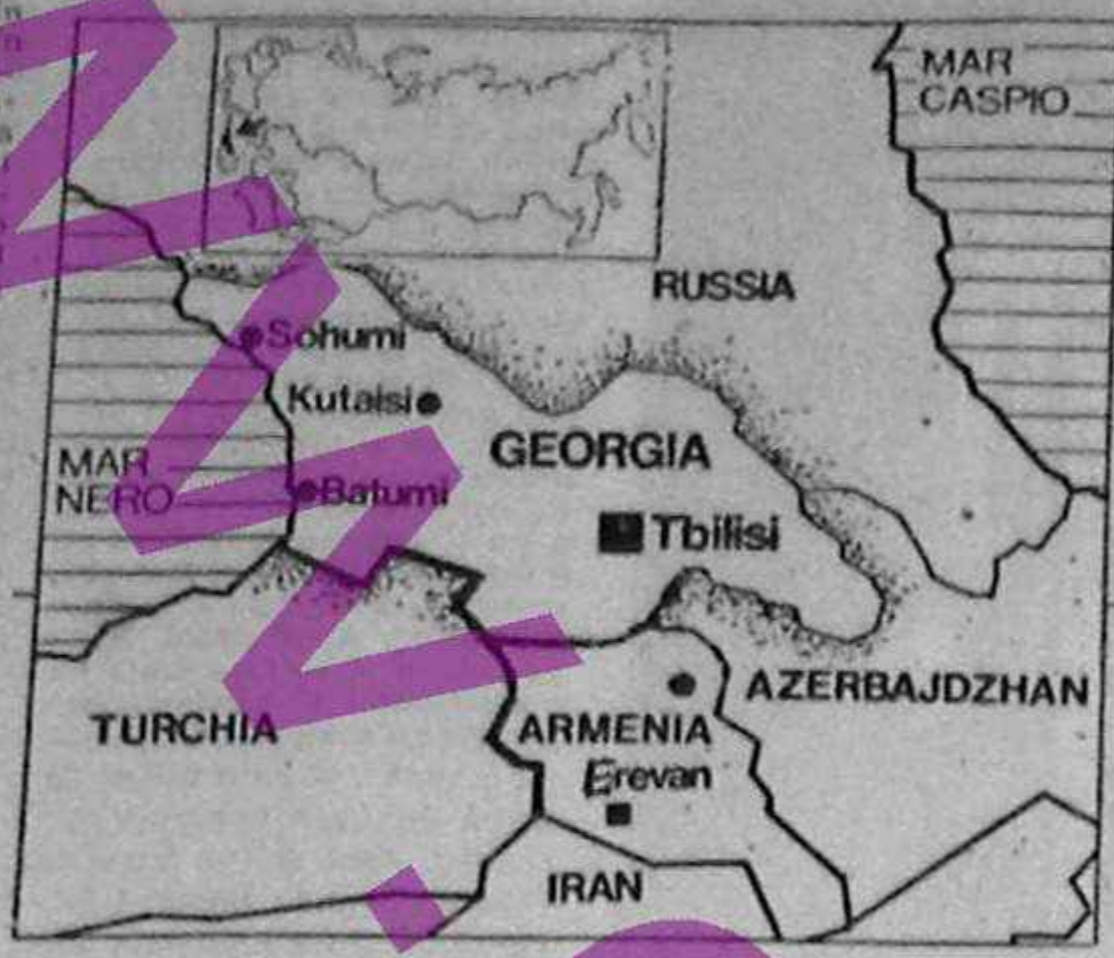 MAR
CASPIO
RUSSIA
Sohumi
Kutaisi
GEORGIA
MAR
NERO
Batumi
Tbilisi
AZERBAJDZHAN
TURCHIA
ARMENIA
Erevan
IRAN